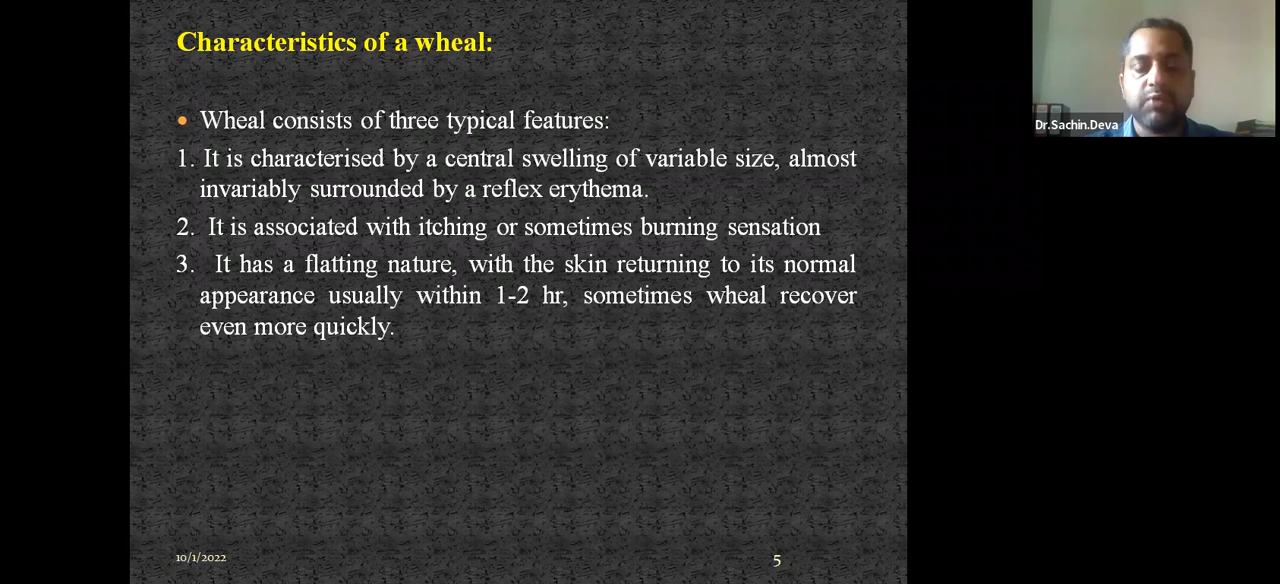 Characteristics of a wheal:
• Wheal consists of three typical features:
1. It is characterised by a central swelling of variable size, almost
invariably surrounded by a reflex erythema.
2. It is associated with itching or sometimes burning sensation
3. It has a flatting nature, with the skin returning to its normal
appearance usually within 1-2 hr, sometimes wheal recover
even more quickly.
10/1/2022
5
Dr.Sachin.Deva